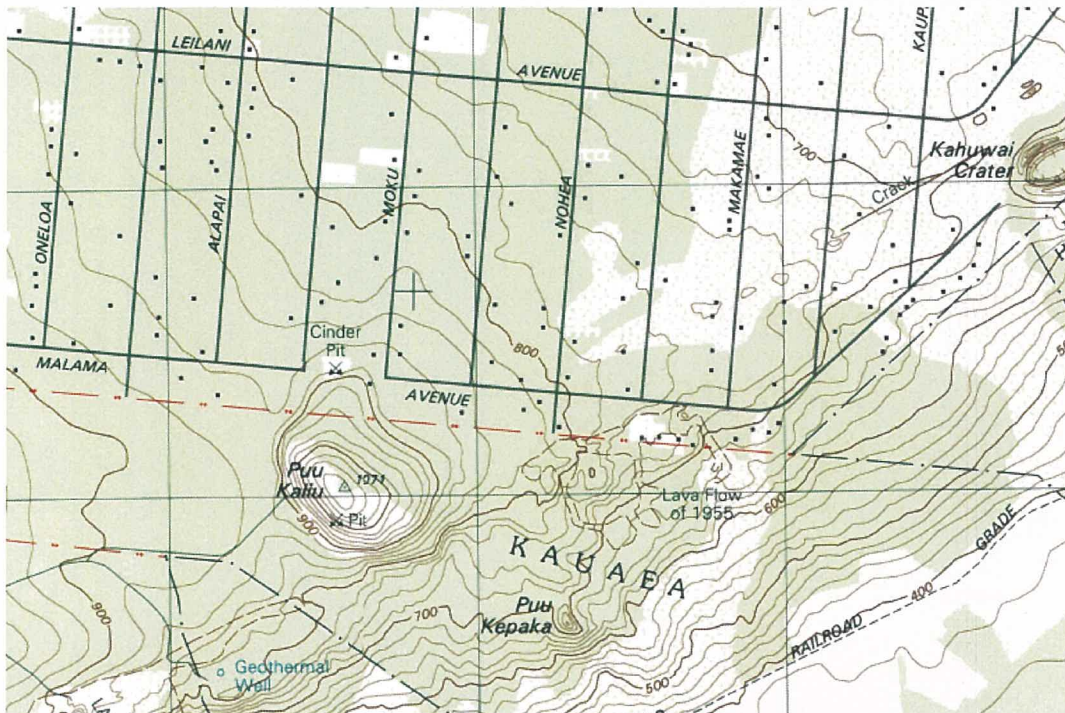 LEILANI
AVENUE
KAUP
700
Kahuwai
Crater
Crack
ONELOA
ALAPAI
MOKU
NOHEA
MAKAMAE
Cinder
Pit
800
MALAMA
AVENUE
Puu
Kaliu
1071
Pit
900
Lava Flow
of 1955
600
KAUAEA
GRADE
RAILROAD
400
900
700
Puu
Kepaka
500
Geothermal
Well